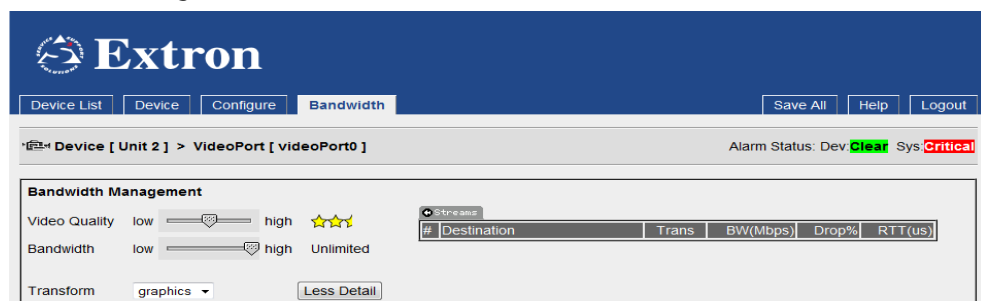 Extron
Device List Device Configure Bandwidth Save All Help Logout
Device [ Unit 2 ] > VideoPort [ videoPort0 ] Alarm Status: Dev:Clear Sys:Critical
Bandwidth Management
Video Quality low high
Streams
# Destination Trans BW(Mbps) Drop% RTT(us)
Bandwidth low high Unlimited
Transform graphics Less Detail